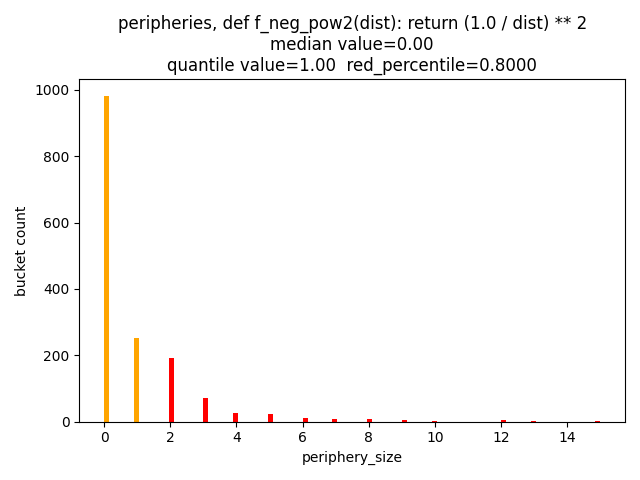 peripheries, def f_neg_pow2(dist): return (1.0 / dist) ** 2
median value=0.00
quantile value=1.00  red_percentile=0.8000
1000
800
600
400
200
0
bucket count
0 2 4 6 8 10 12 14
periphery_size